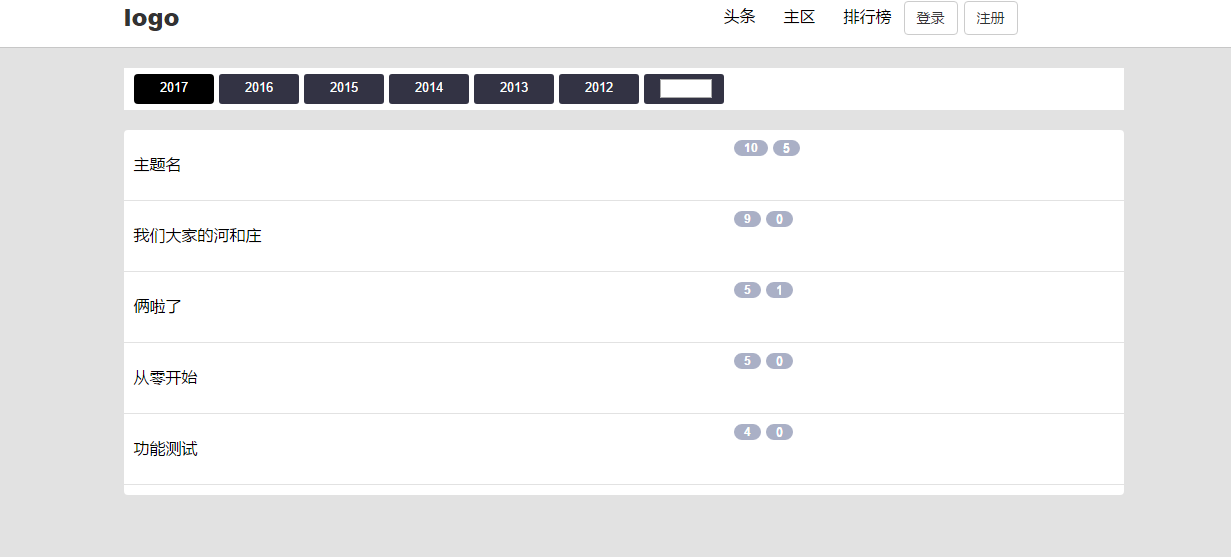 logo 头条 主区 排行榜 登录 注册
2017 2016 2015 2014 2013 2012
主题名 10 5
我们大家的河和庄 9 0
俩啦了 5 1
从零开始 5 0
功能测试 4 0